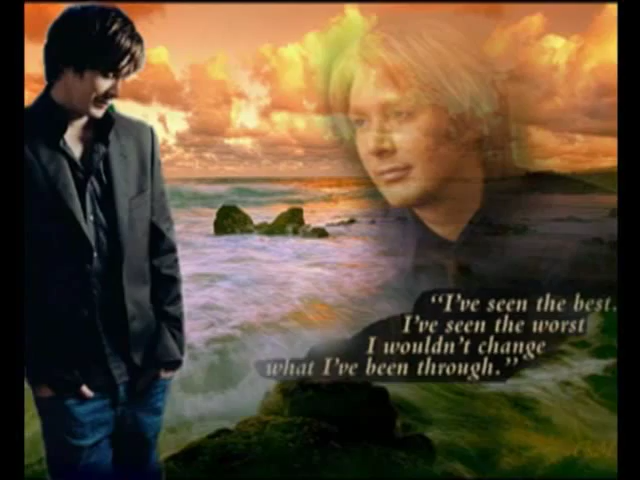 "I've seen the best.
I've seen the worst
I wouldn't change
what I've been through."